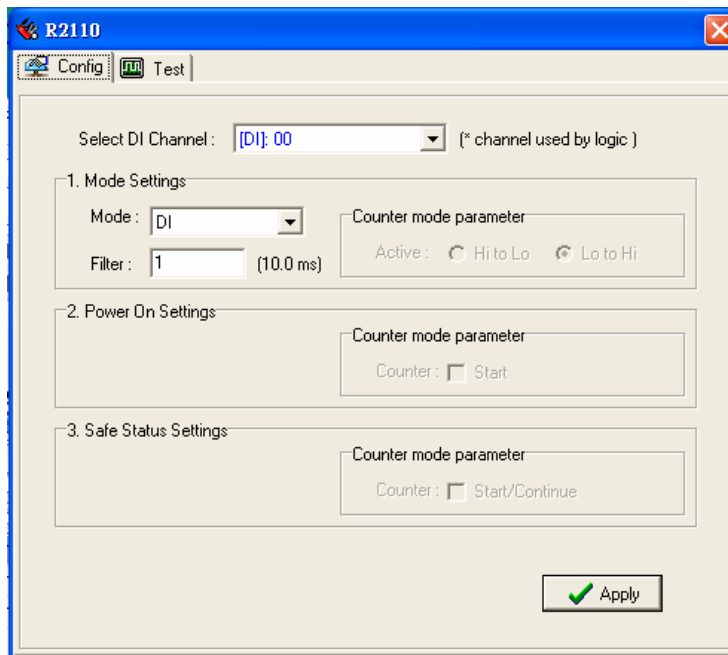 R2110
Config Test
Select DI Channel : [DI]: 00 (* channel used by logic )
1. Mode Settings
Mode : DI
Filter : 1 (10.0 ms)
Counter mode parameter
Active : Hi to Lo Lo to Hi
2. Power On Settings
Counter mode parameter
Counter : Start
3. Safe Status Settings
Counter mode parameter
Counter : Start/Continue
Apply